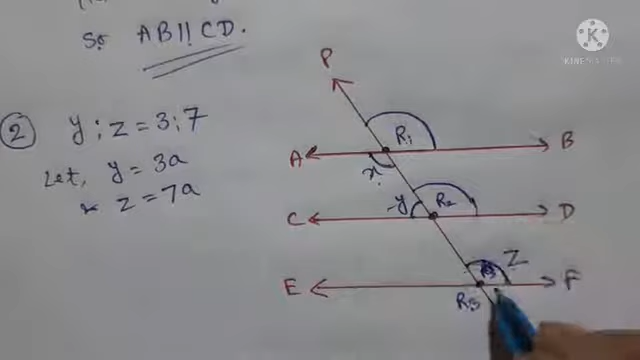 So AB || CD.
2 y : z = 3 : 7
Let, y = 3a
z = 7a
P
R1
A
B
x
y
R2
C
D
Z
E
F
R3
K
KINEMASTER